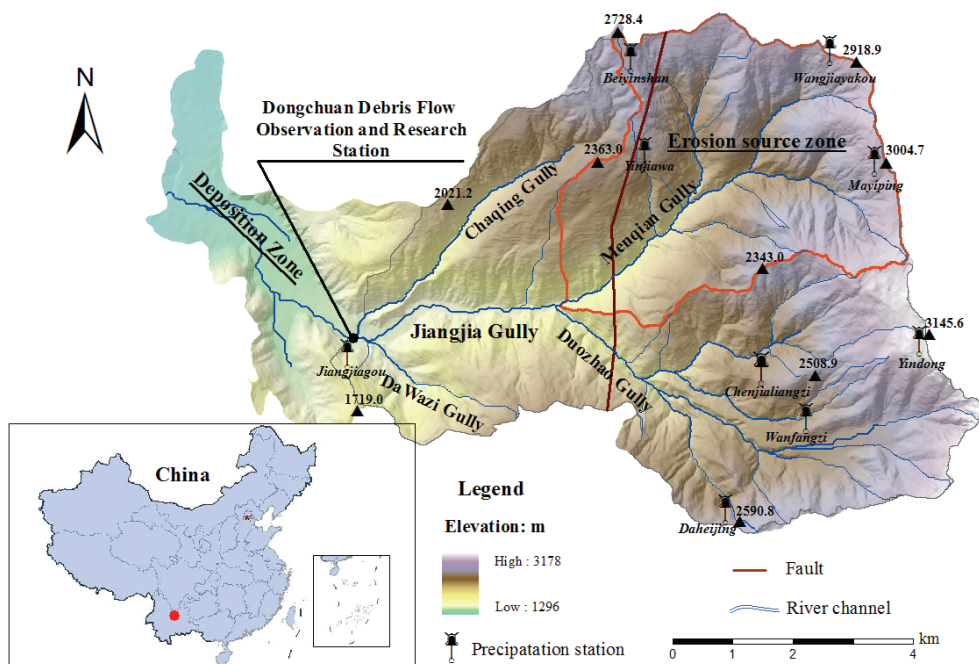 2728.4
2918.9
Beiyinshan
Wangjiayakou
Dongchuan Debris Flow
Observation and Research
Station
Erosion source zone
2363.0
Yinjiawa
3004.7
Mayiping
2021.2
Chaqing Gully
Deposition Zone
Menqian Gully
2343.0
Jiangjia Gully
3145.6
Yindong
Jiangjiagou
Duozhao Gully
Da Wazi Gully
Chenjialiangzi
2508.9
1719.0
Wanfangzi
China
Legend
Elevation: m
High : 3178
Low : 1296
Daheijing
2590.8
Fault
River channel
Precipatation station
km
0
2
4